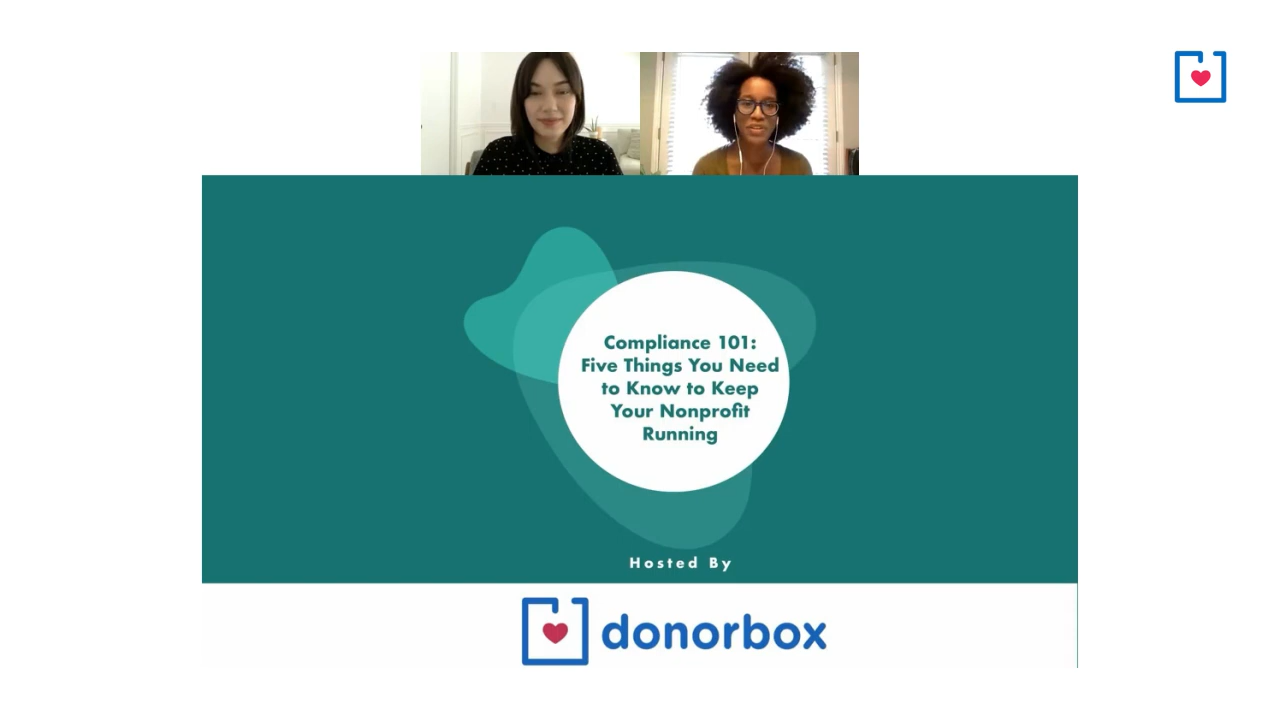 Compliance 101:
Five Things You Need
to Know to Keep
Your Nonprofit
Running
Hosted By
donorbox